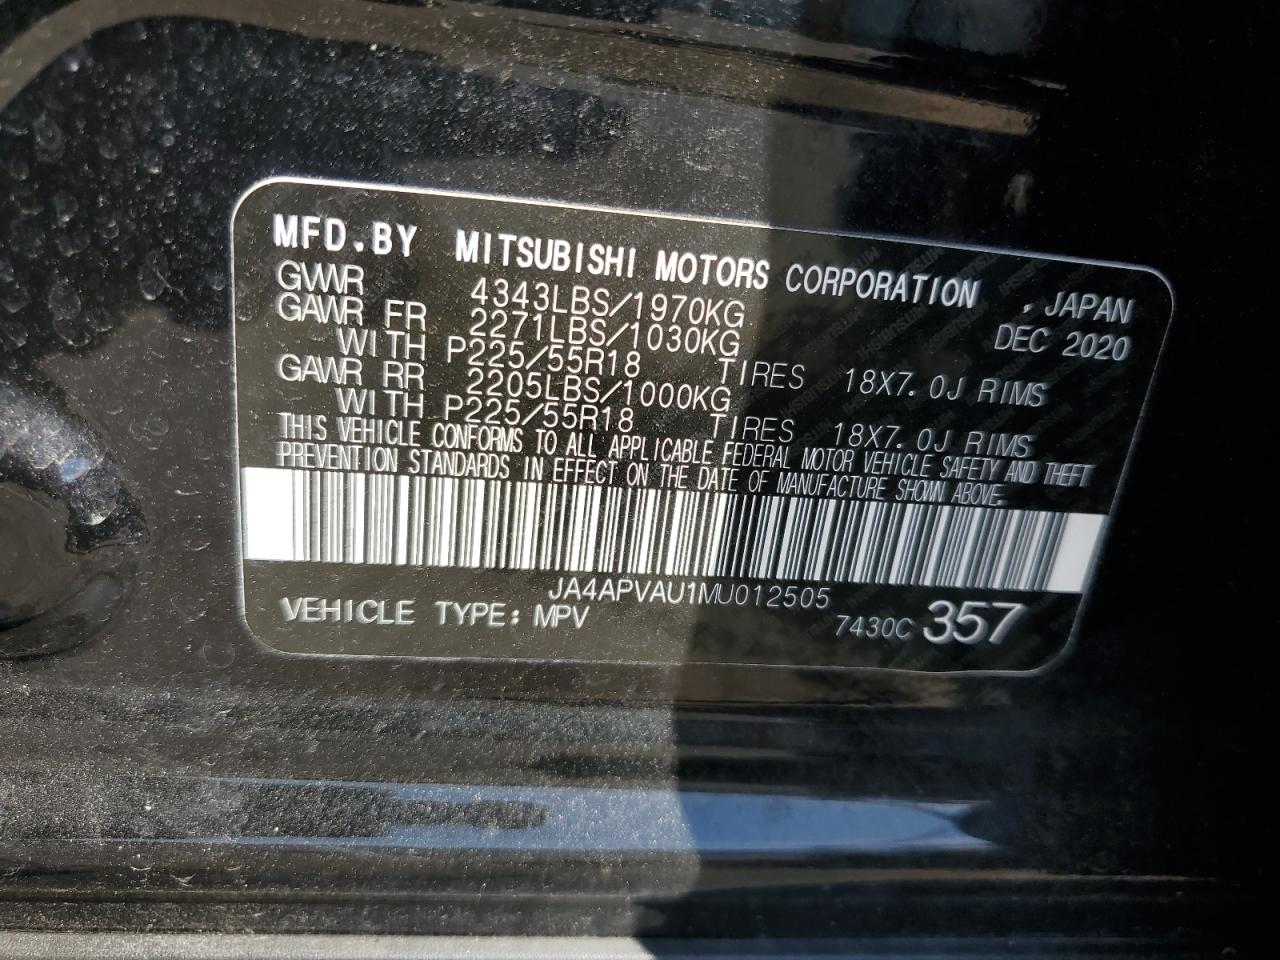 MFD.BY MITSUBISHI MOTORS CORPORATION , JAPAN
GVWR 4343LBS/1970KG DEC 2020
GAWR FR 2271LBS/1030KG
WITH P225/55R18 TIRES 18X7.0J RIMS
GAWR RR 2205LBS/1000KG
WITH P225/55R18 TIRES 18X7.0J RIMS
THIS VEHICLE CONFORMS TO ALL APPLICABLE FEDERAL MOTOR VEHICLE SAFETY AND THEFT
PREVENTION STANDARDS IN EFFECT ON THE DATE OF MANUFACTURE SHOWN ABOVE.
JA4APVAU1MU012505
VEHICLE TYPE: MPV 7430C 357